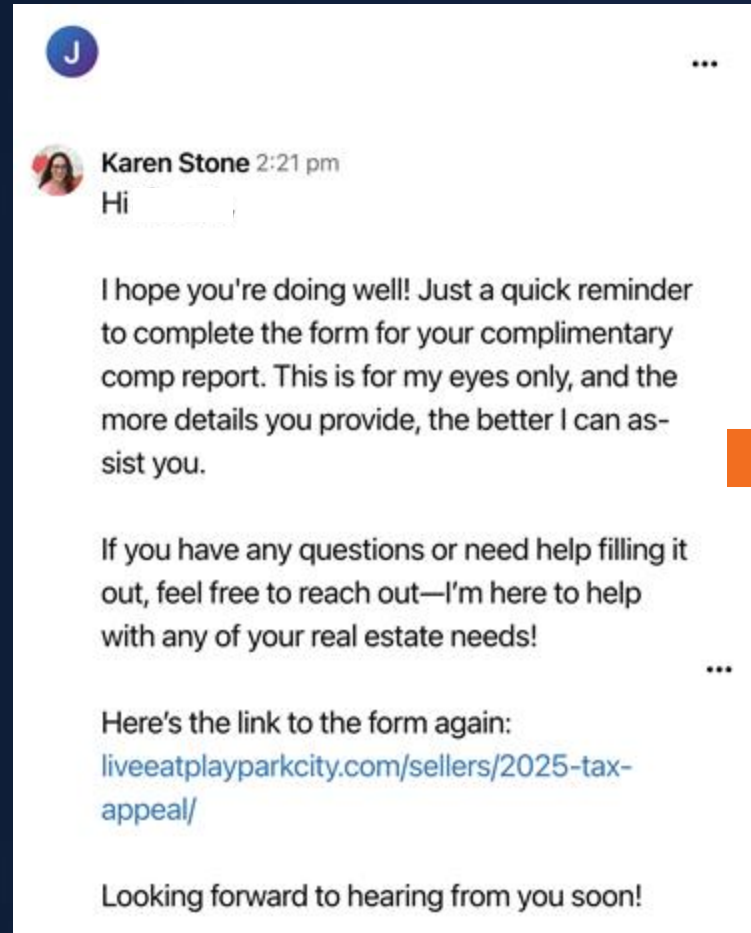 J
...
Karen Stone 2:21 pm
Hi
I hope you're doing well! Just a quick reminder
to complete the form for your complimentary
comp report. This is for my eyes only, and the
more details you provide, the better I can as-
sist you.
If you have any questions or need help filling it
out, feel free to reach out—I'm here to help
with any of your real estate needs!
...
Here's the link to the form again:
liveeatplayparkcity.com/sellers/2025-tax-
appeal/
Looking forward to hearing from you soon!